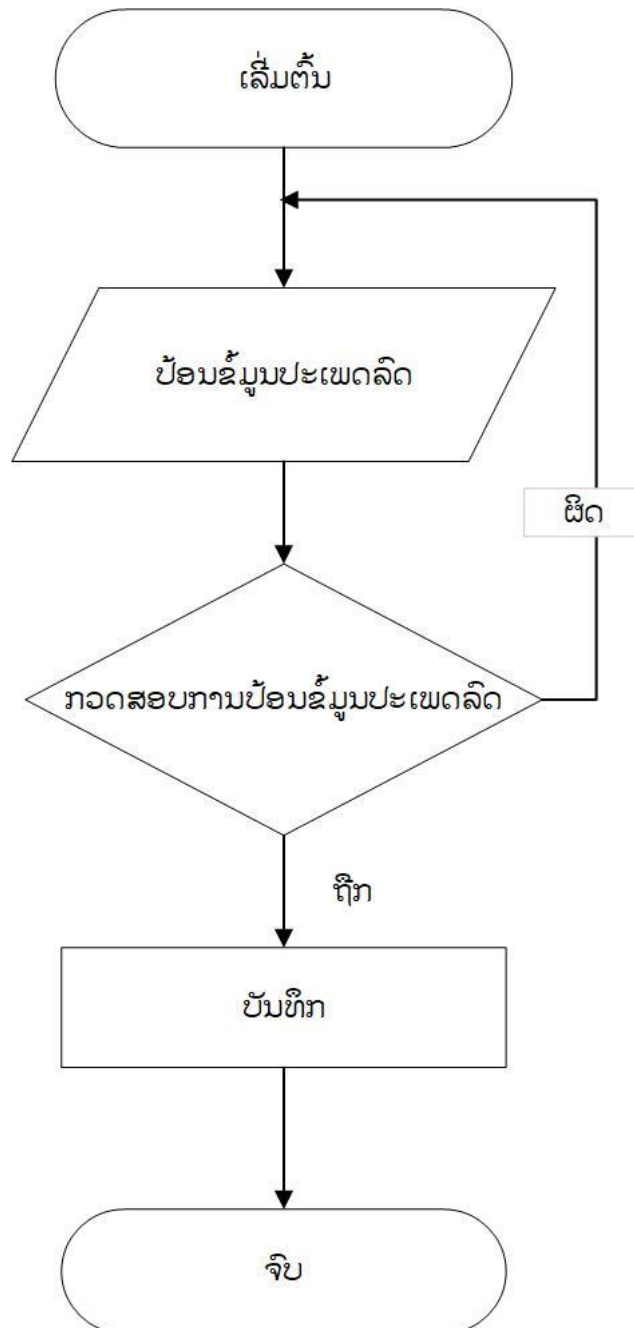 ເລີ່ມຕົ້ນ
ປ້ອນຂໍ້ມູນປະເພດລົດ
ຜິດ
ກວດສອບການປ້ອນຂໍ້ມູນປະເພດລົດ
ຖືກ
ບັນທຶກ
ຈົບ